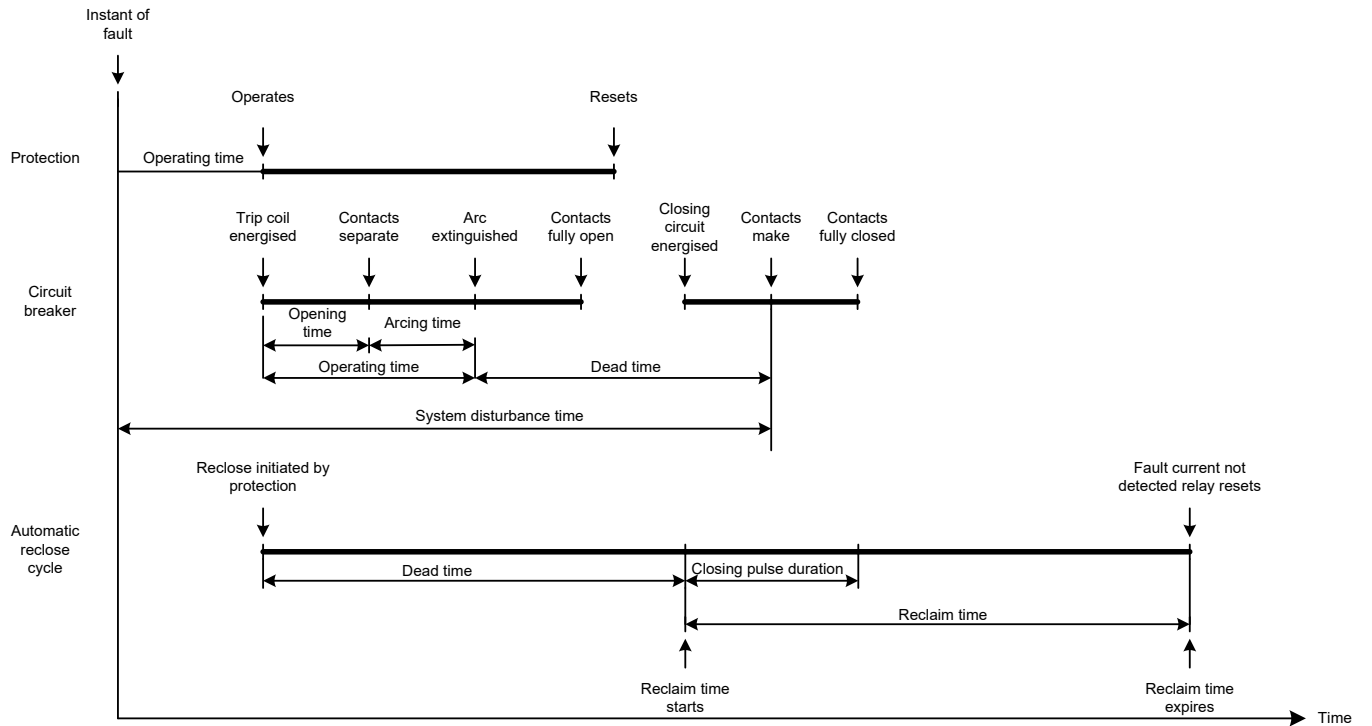 Instant of
fault
Operates
Resets
Protection
Operating time
Trip coil
energised
Contacts
separate
Arc
extinguished
Contacts
fully open
Closing
circuit
energised
Contacts
make
Contacts
fully closed
Circuit
breaker
Opening
time
Arcing time
Operating time
Dead time
System disturbance time
Reclose initiated by
protection
Fault current not
detected relay resets
Automatic
reclose
cycle
Dead time
Closing pulse duration
Reclaim time
Reclaim time
starts
Reclaim time
expires
Time